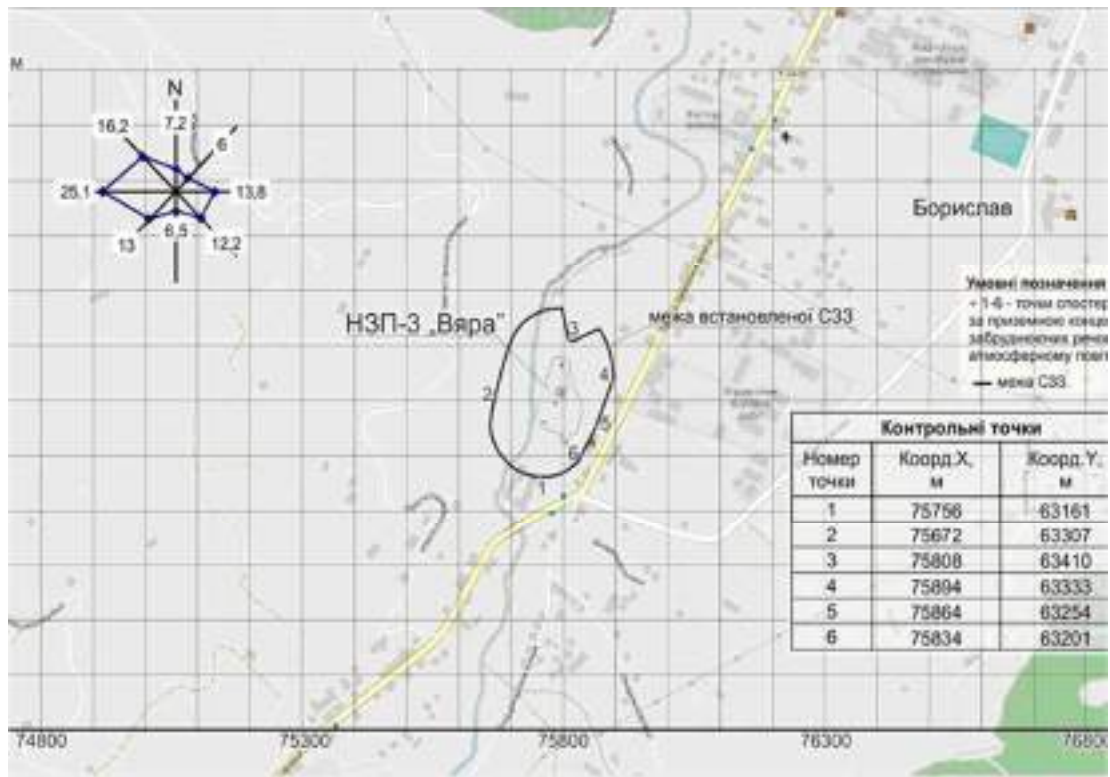 М
N
7,2
16,2
6
25,1
13,8
13
6,5
12,2
Борислав
Умовні позначення
+ 1-6 - точки спостер
за приземною конце
забруднюючих речов
атмосферному повіт
— межа СЗЗ
НЗП-3 „Вяра"
межа встановленої СЗЗ
3
4
2
5
6
1
Контрольні точки
Номер точки Коорд.X, м Коорд.Y, м
1 75756 63161
2 75672 63307
3 75808 63410
4 75894 63333
5 75864 63254
6 75834 63201
74800 75300 75800 76300 76800